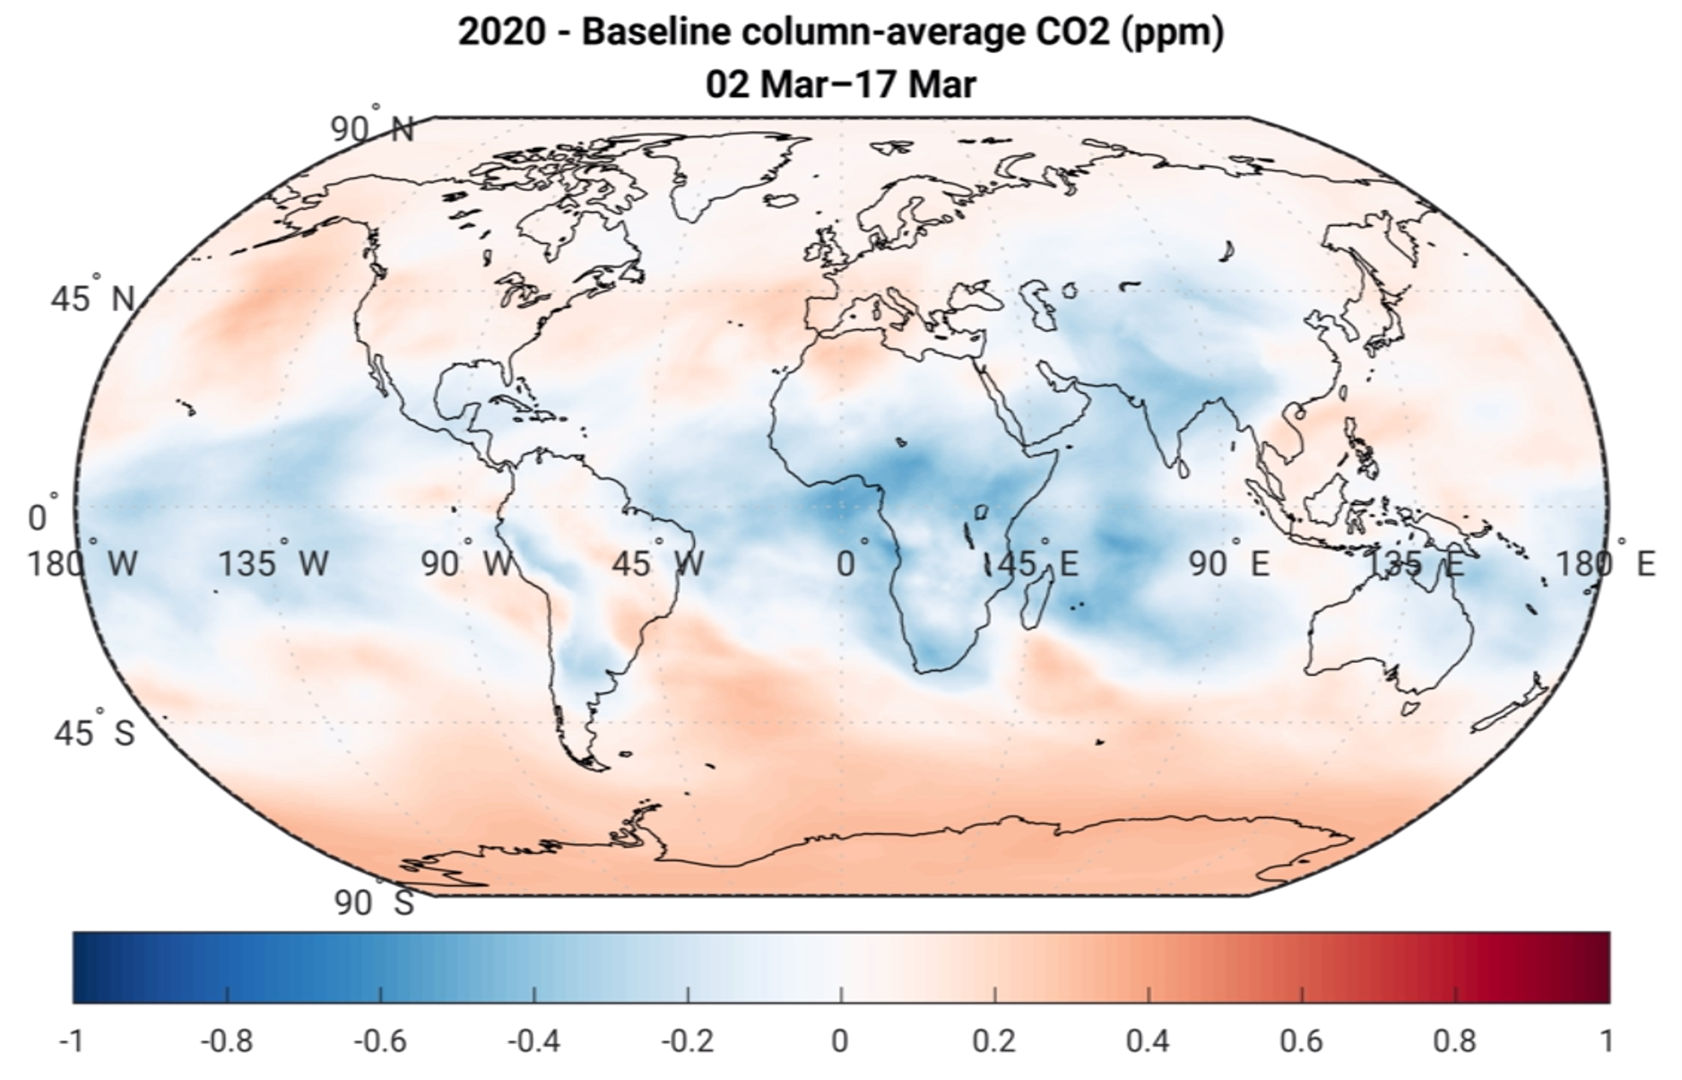 2020 - Baseline column-average CO2 (ppm)
02 Mar–17 Mar
90° N
45° N
0°
180° W 135° W 90° W 45° W 0° 45° E 90° E 135° E 180° E
45° S
90° S
-1 -0.8 -0.6 -0.4 -0.2 0 0.2 0.4 0.6 0.8 1